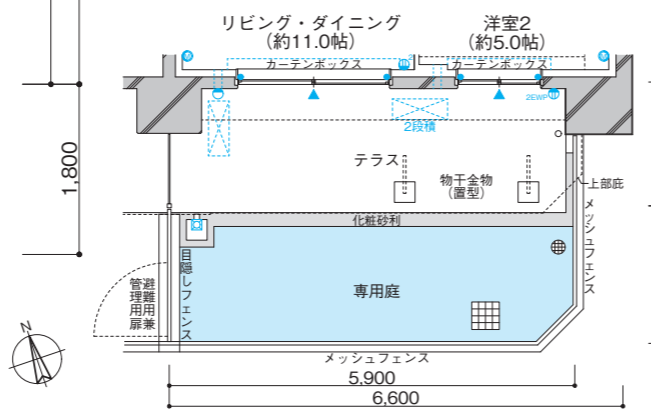 リビング・ダイニング
（約11.0帖）
洋室2
（約5.0帖）
カーテンボックス
カーテンボックス
2
2EWP
2段積
1,800
テラス
物干金物
（置型）
上部庇
メッシュフェンス
化粧砂利
目隠しフェンス
避難用兼
管理用扉
専用庭
N
メッシュフェンス
5,900
6,600